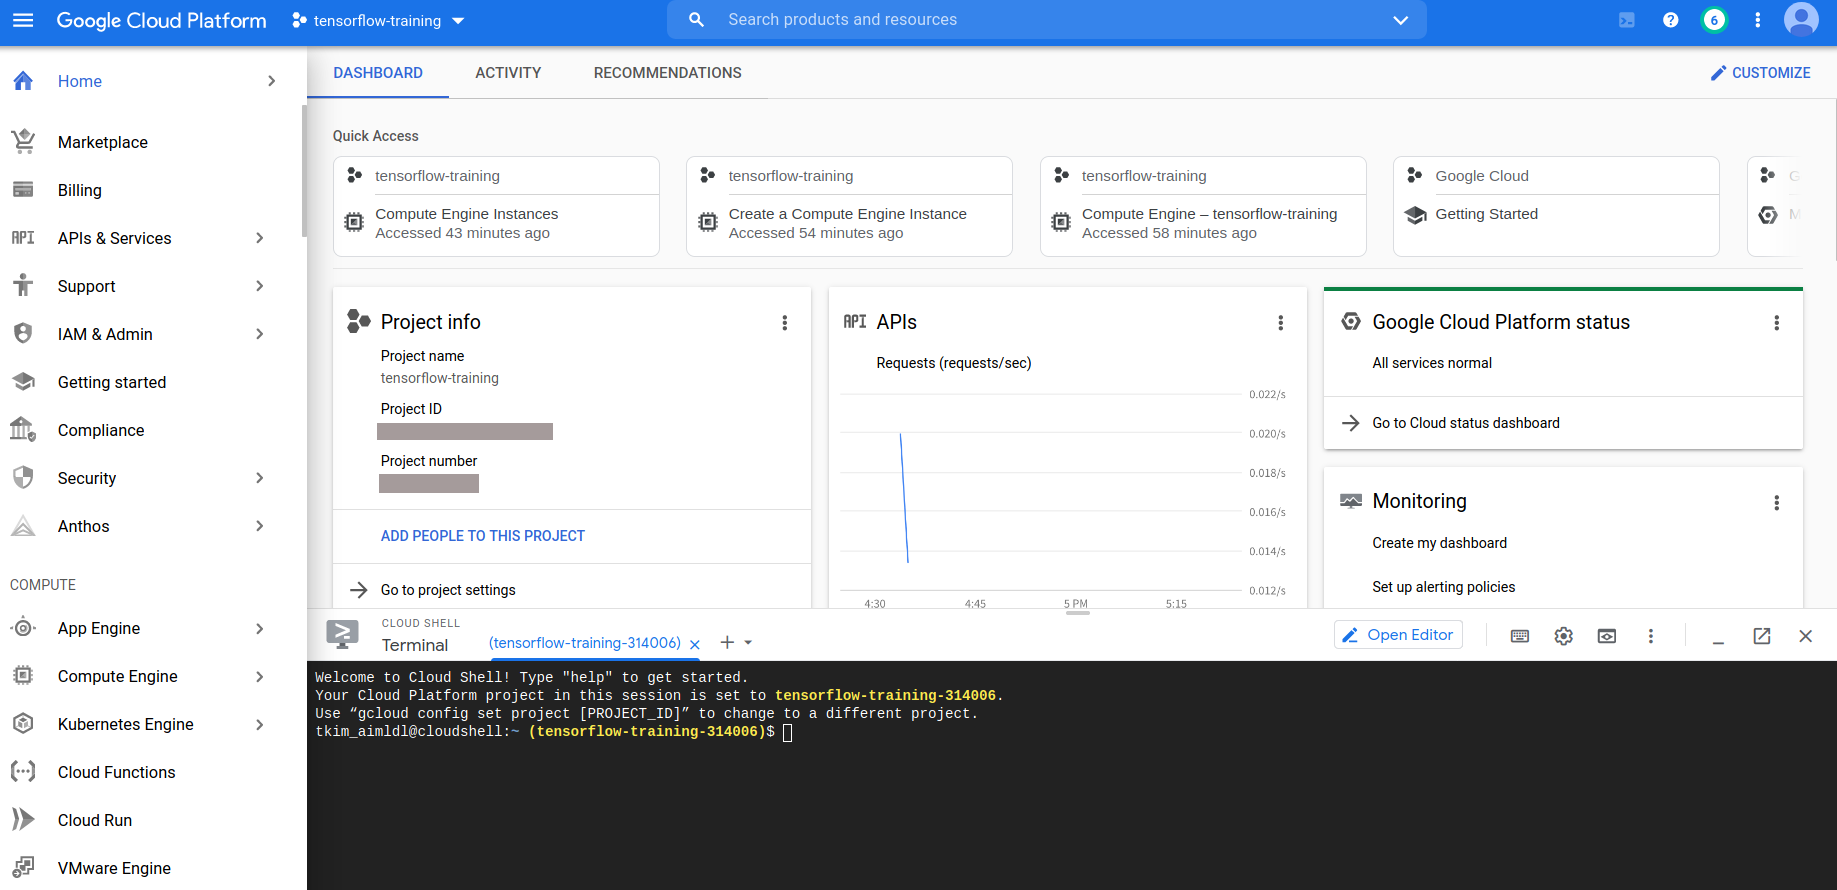 Google Cloud Platform
tensorflow-training
Search products and resources
6
Home
Marketplace
Billing
API APIs & Services
Support
IAM & Admin
Getting started
Compliance
Security
Anthos
COMPUTE
App Engine
Compute Engine
Kubernetes Engine
Cloud Functions
Cloud Run
VMware Engine
DASHBOARD
ACTIVITY
RECOMMENDATIONS
CUSTOMIZE
Quick Access
tensorflow-training
Compute Engine Instances
Accessed 43 minutes ago
tensorflow-training
Create a Compute Engine Instance
Accessed 54 minutes ago
tensorflow-training
Compute Engine – tensorflow-training
Accessed 58 minutes ago
Google Cloud
Getting Started
G
M
Project info
Project name
tensorflow-training
Project ID
Project number
ADD PEOPLE TO THIS PROJECT
Go to project settings
API APIs
Requests (requests/sec)
0.022/s
0.020/s
0.018/s
0.016/s
0.014/s
0.012/s
4:30
4:45
5 PM
5:15
Google Cloud Platform status
All services normal
Go to Cloud status dashboard
Monitoring
Create my dashboard
Set up alerting policies
CLOUD SHELL
Terminal
(tensorflow-training-314006)
Open Editor
Welcome to Cloud Shell! Type "help" to get started.
Your Cloud Platform project in this session is set to tensorflow-training-314006.
Use “gcloud config set project [PROJECT_ID]” to change to a different project.
tkim_aimldl@cloudshell:~ (tensorflow-training-314006)$